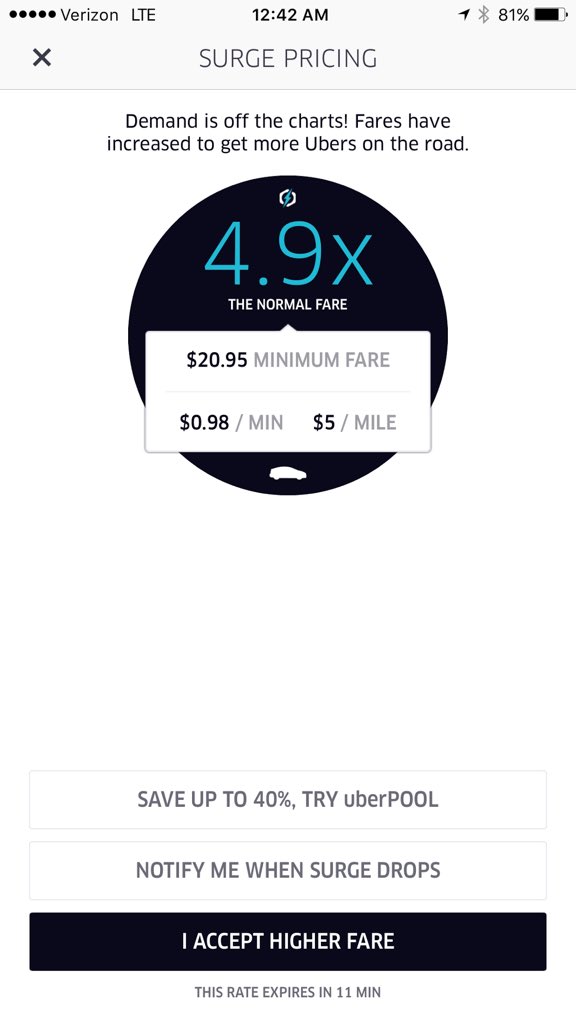 Verizon LTE 12:42 AM 81%
SURGE PRICING
Demand is off the charts! Fares have
increased to get more Ubers on the road.
4.9x
THE NORMAL FARE
$20.95 MINIMUM FARE
$0.98 / MIN $5 / MILE
SAVE UP TO 40%, TRY uberPOOL
NOTIFY ME WHEN SURGE DROPS
I ACCEPT HIGHER FARE
THIS RATE EXPIRES IN 11 MIN